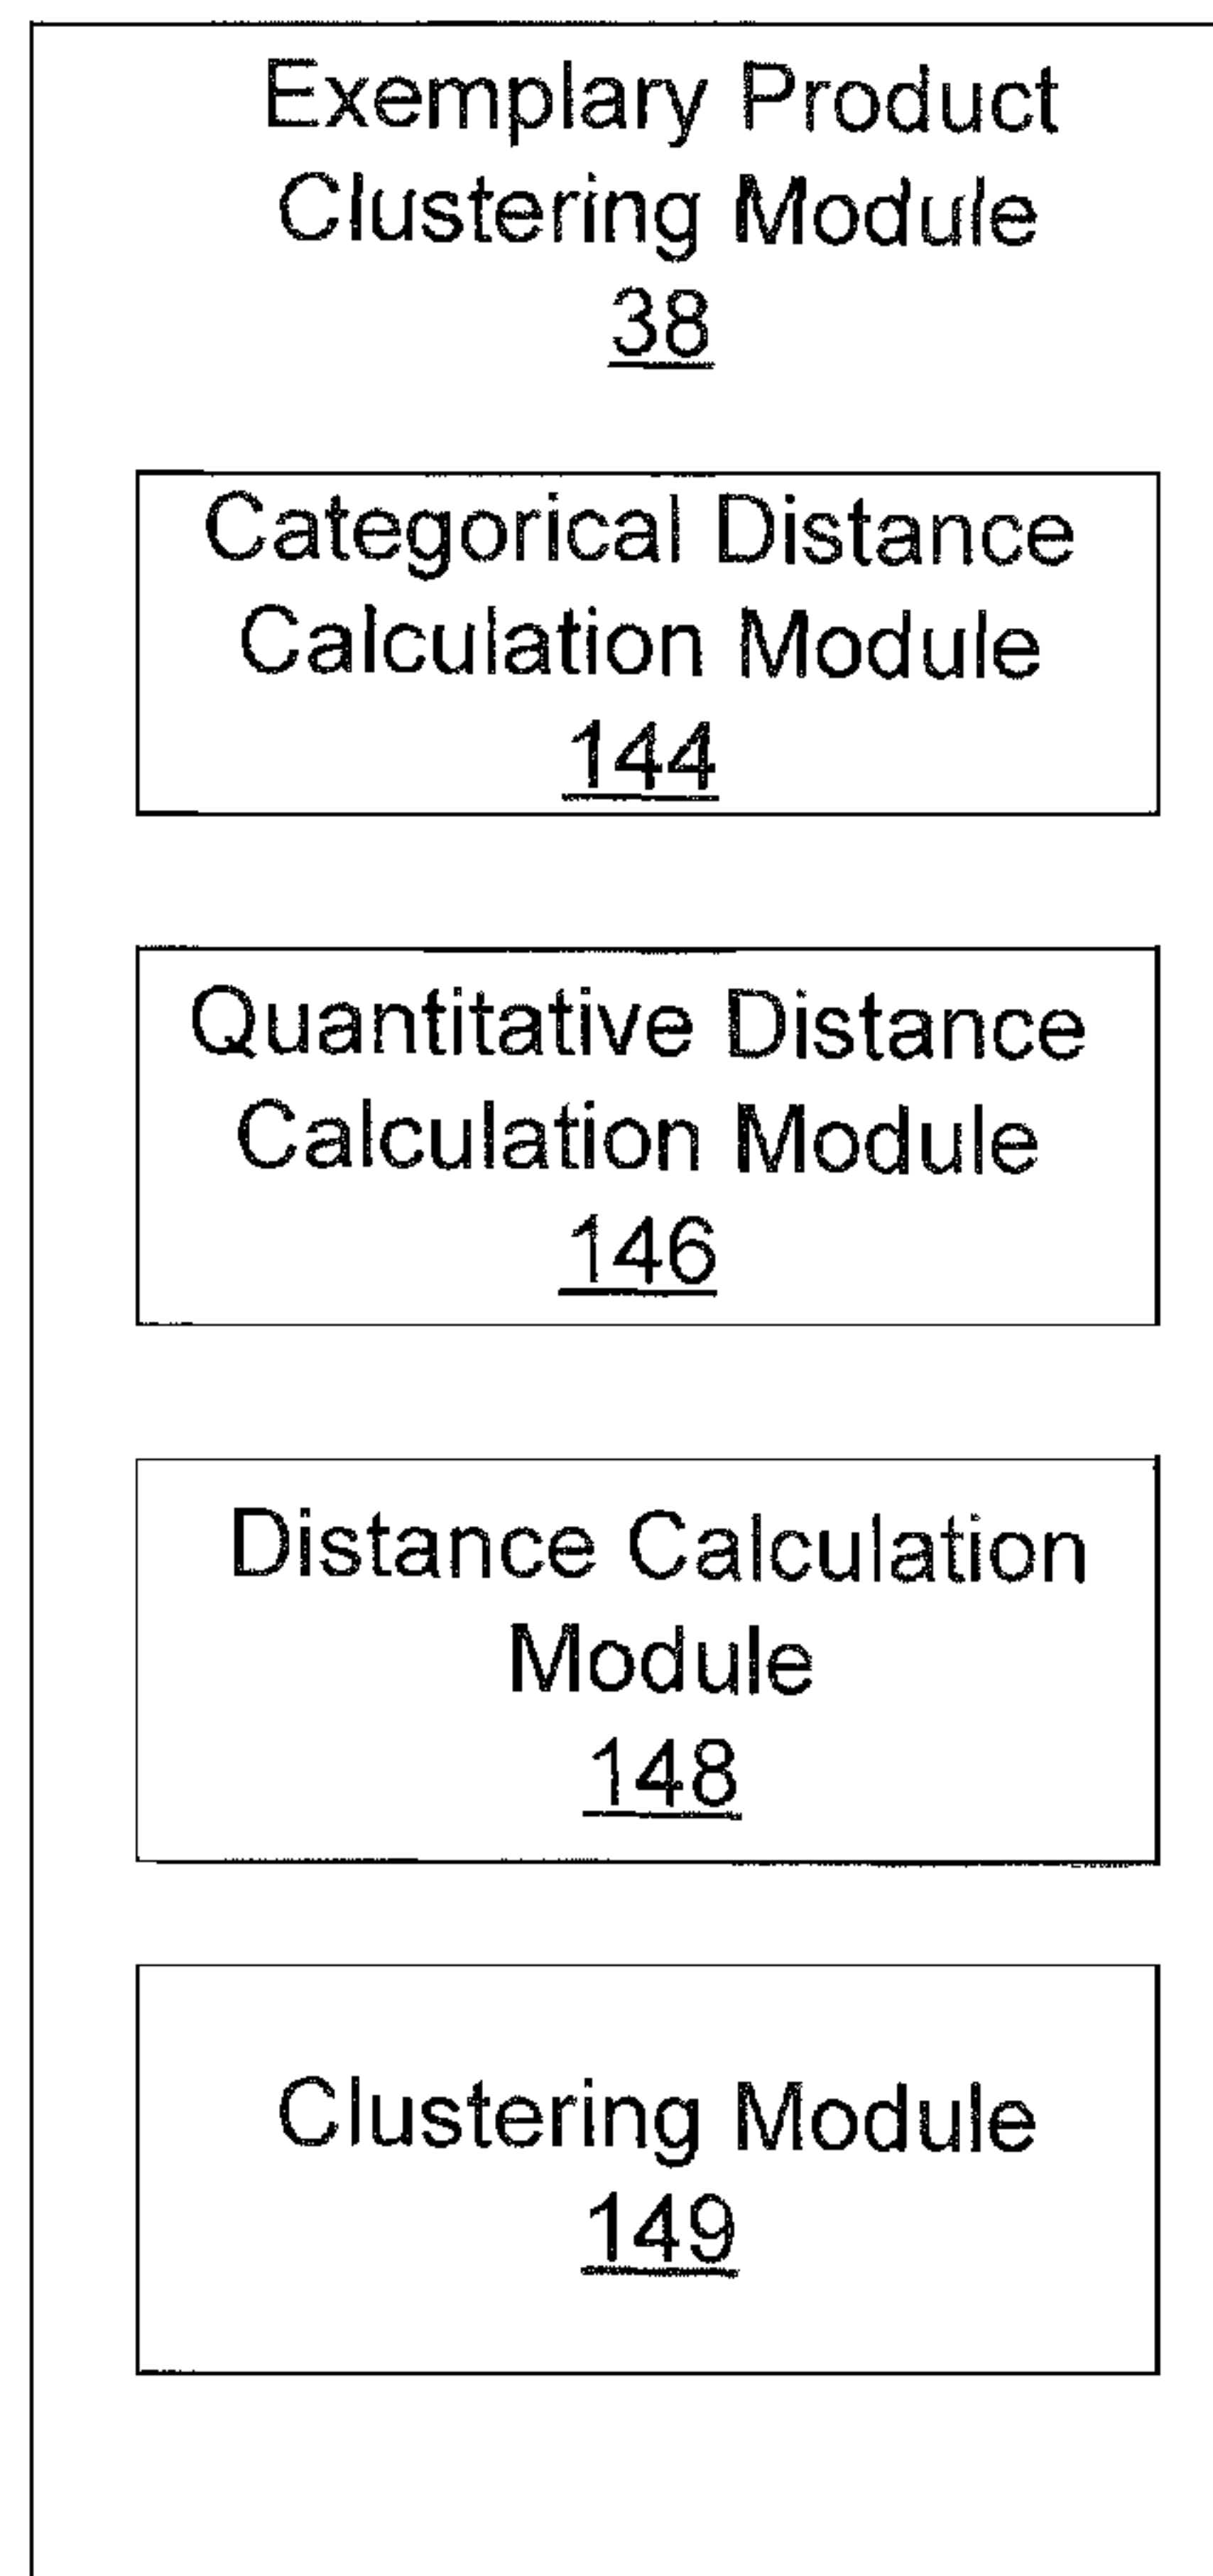 Exemplary Product
Clustering Module
38
Categorical Distance
Calculation Module
144
Quantitative Distance
Calculation Module
146
Distance Calculation
Module
148
Clustering Module
149